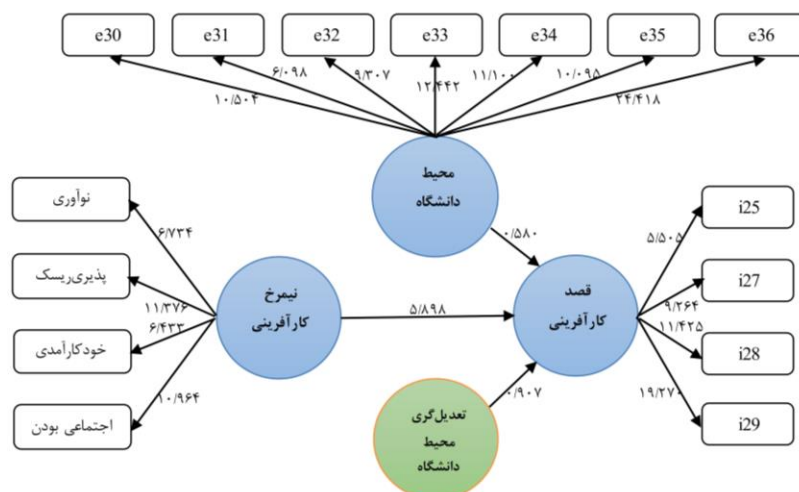 e30
e31
e32
e33
e34
e35
e36
۱۰/۵۰۴
۶/۰۹۸
۹/۳۰۷
۱۲/۴۴۲
۱۱/۱۰۰
۱۰/۰۹۵
۲۴/۴۱۸
محیط
دانشگاه
نوآوری
پذیری‌ریسک
خودکارآمدی
اجتماعی بودن
۶/۷۳۴
۱۱/۳۷۶
۶/۴۳۳
۱۰/۹۶۴
نیمرخ
کارآفرینی
۵/۸۹۸
۰/۵۸۰
۰/۹۰۷
قصد
کارآفرینی
تعدیل‌گری
محیط
دانشگاه
۵/۵۰۵
۹/۲۶۴
۱۱/۴۲۵
۱۹/۲۷۰
i25
i27
i28
i29